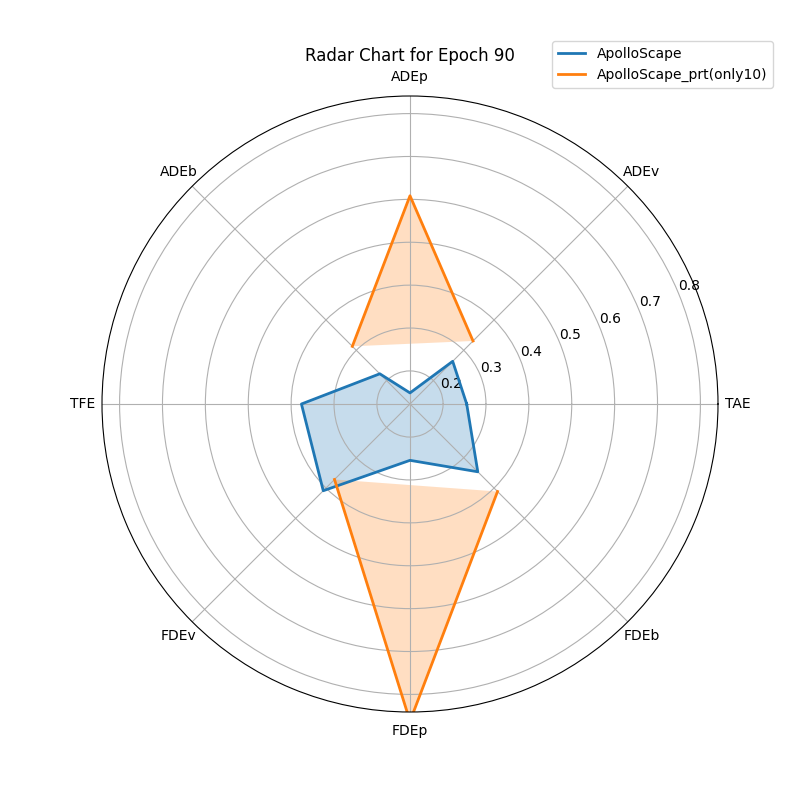 Radar Chart for Epoch 90
ApolloScape
ApolloScape_prt(only10)
ADEp
ADEb
ADEv
0.8
0.7
0.6
0.5
0.4
0.3
0.2
TFE
TAE
FDEv
FDEb
FDEp